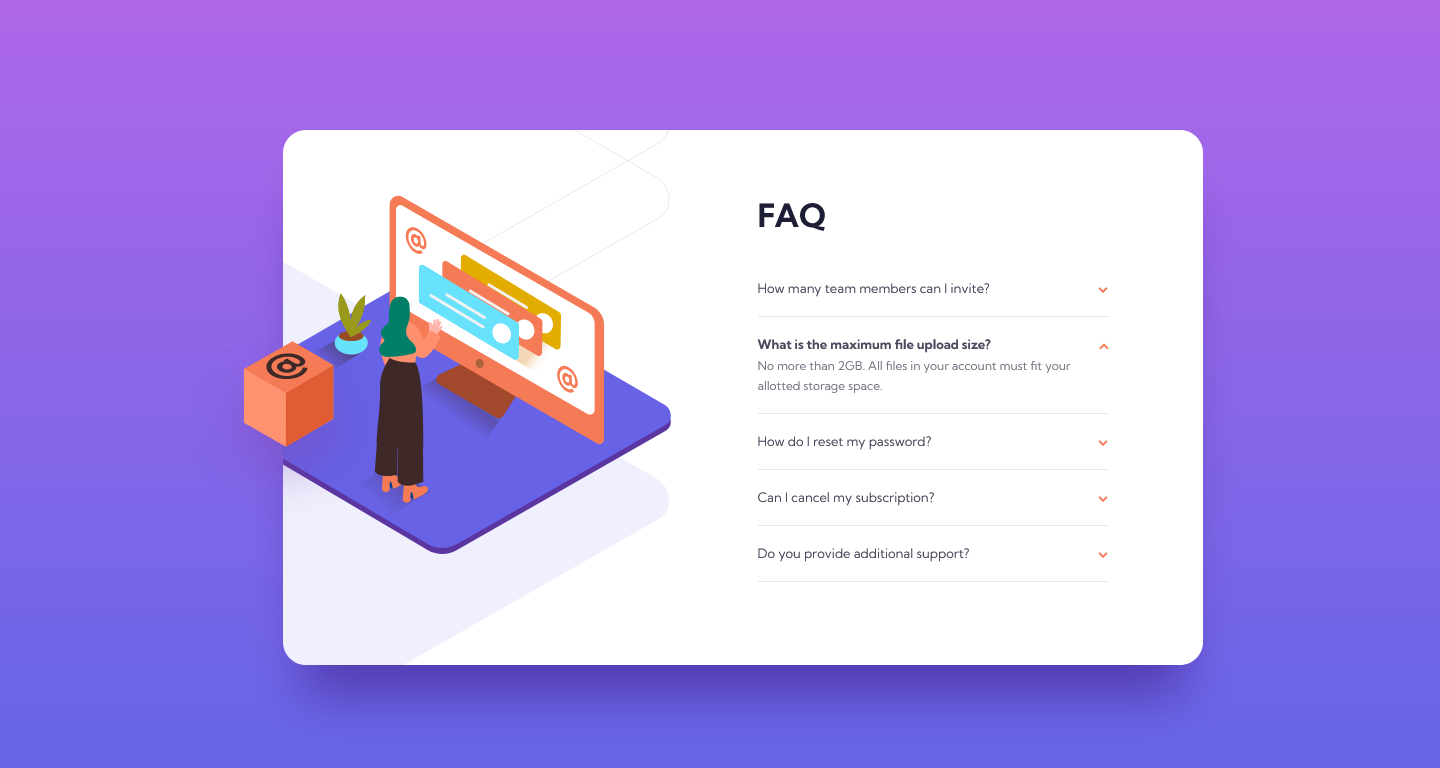 FAQ
How many team members can I invite?
What is the maximum file upload size?
No more than 2GB. All files in your account must fit your
allotted storage space.
How do I reset my password?
Can I cancel my subscription?
Do you provide additional support?
@
@
@